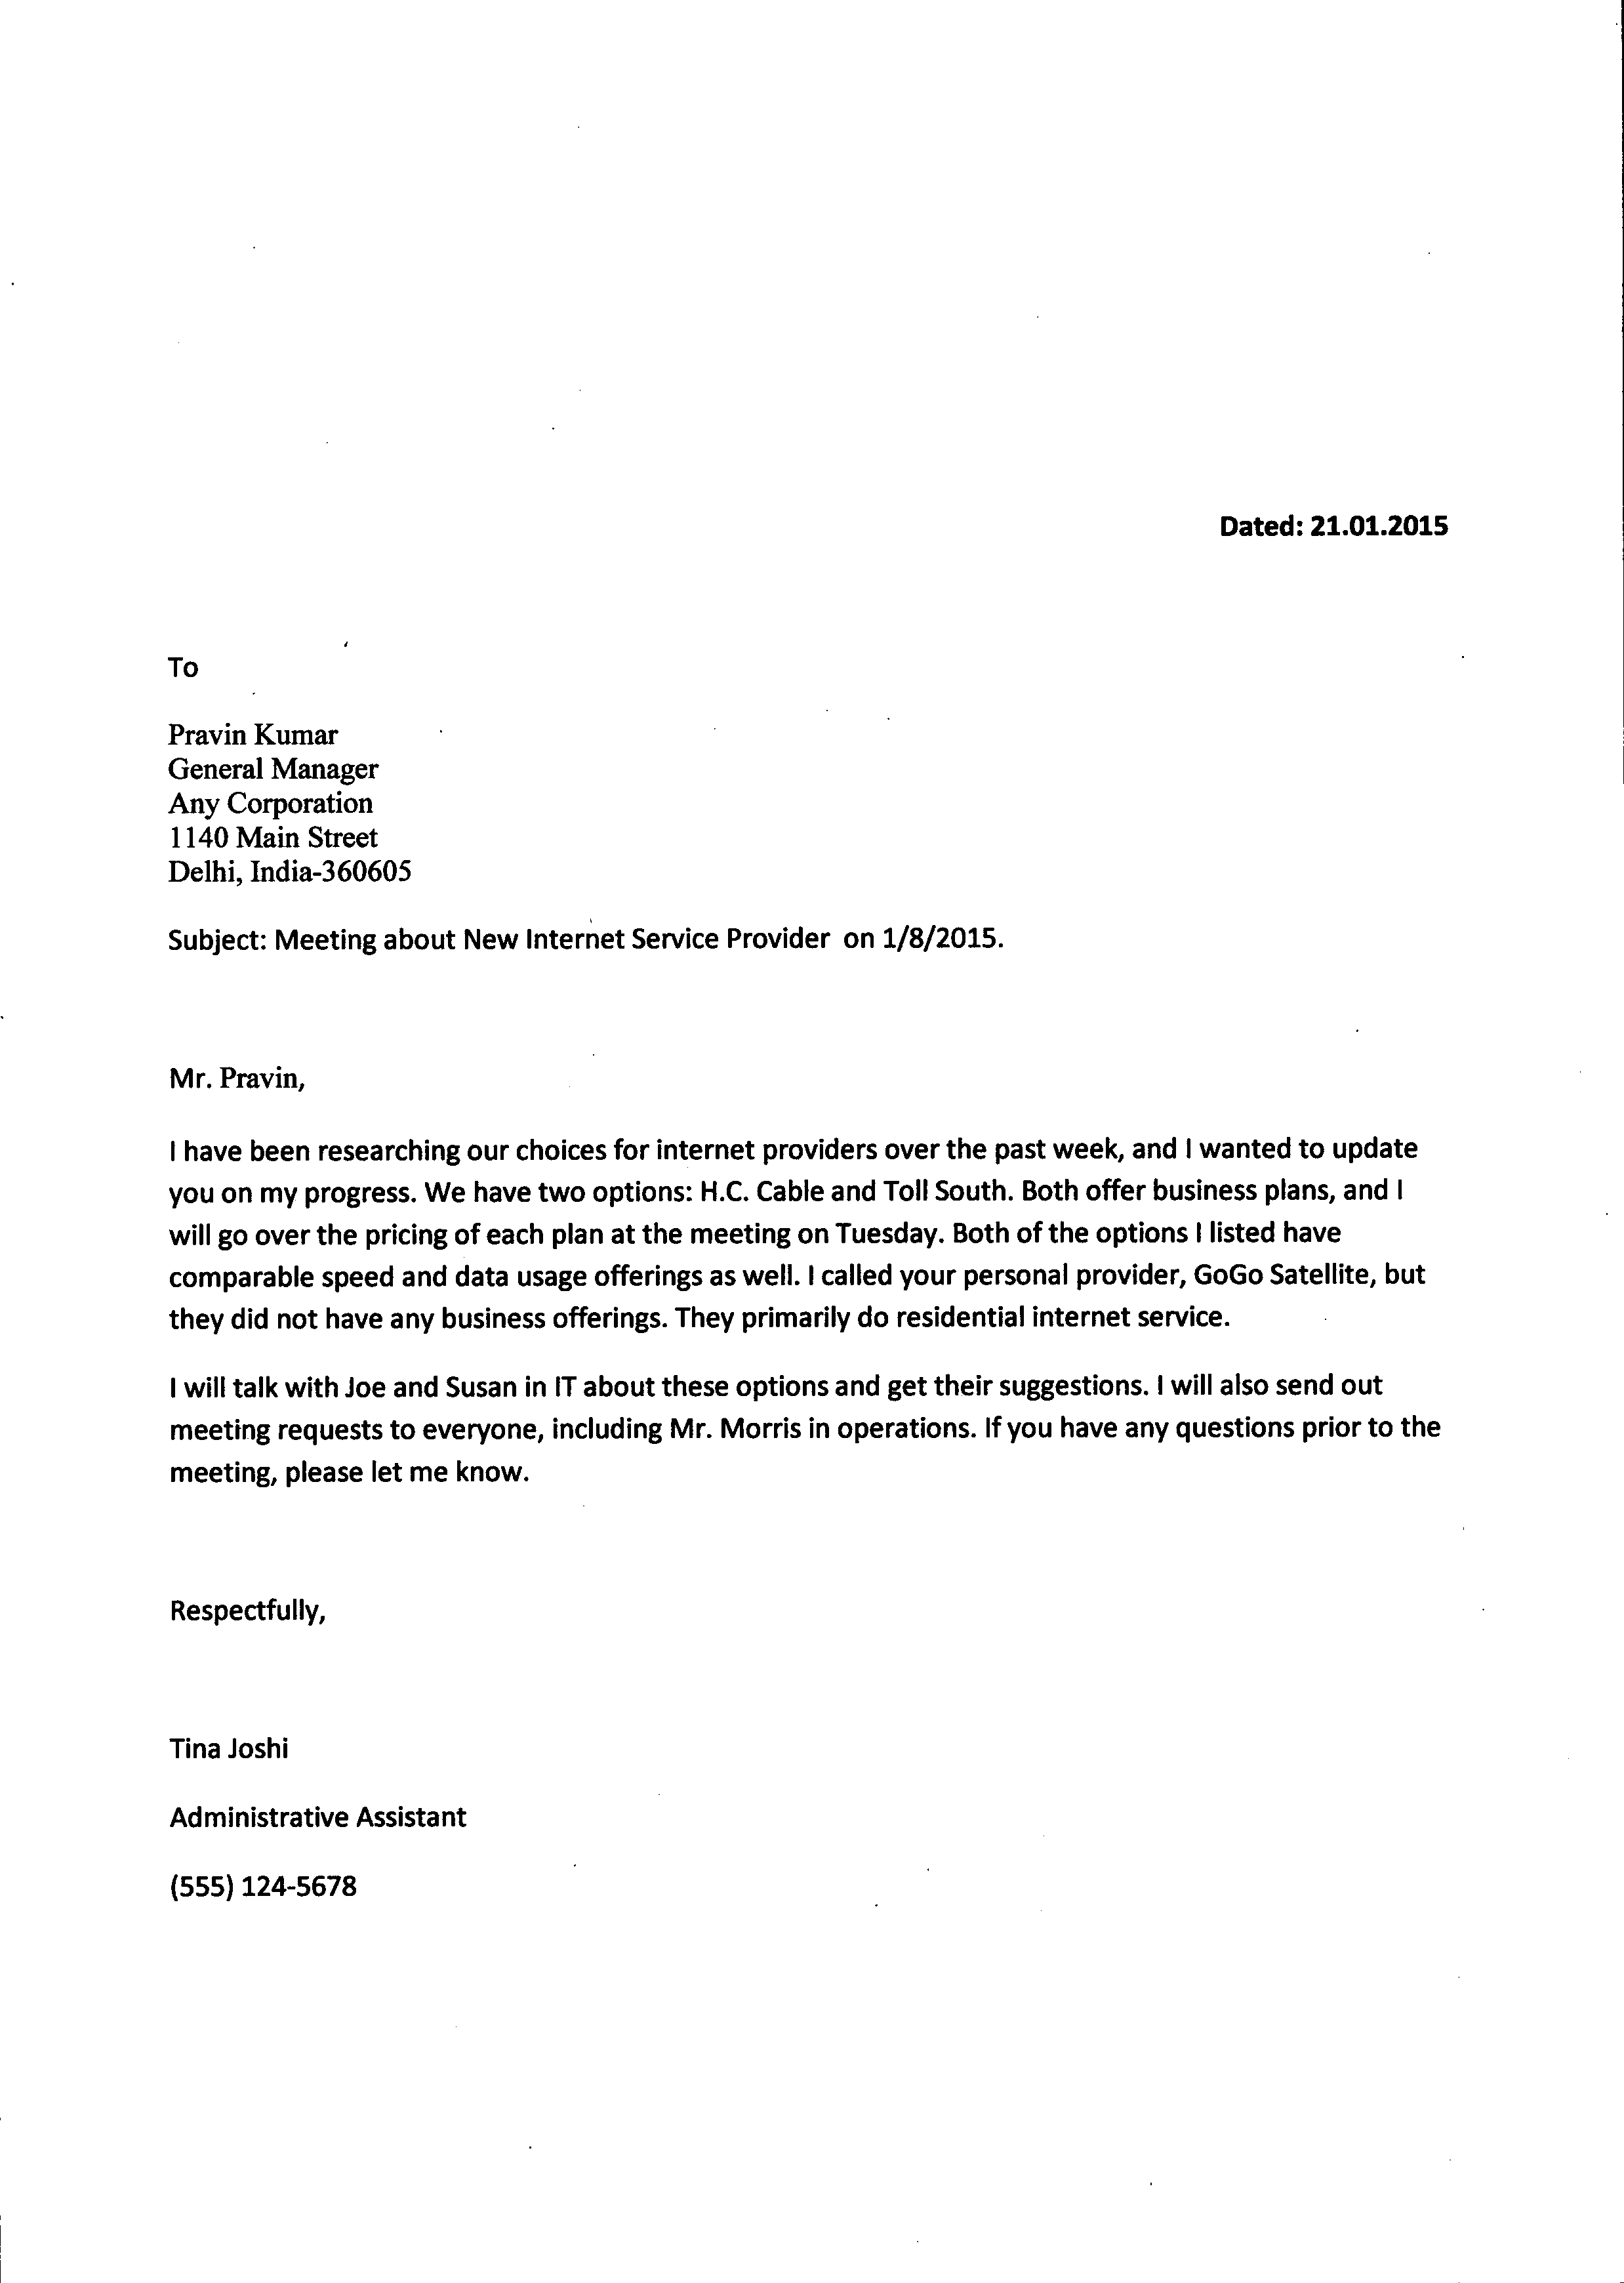 Dated: 21.01.2015
To
Pravin Kumar
General Manager
Any Corporation
1140 Main Street
Delhi, India-360605
Subject: Meeting about New Internet Service Provider on 1/8/2015.
Mr. Pravin,
I have been researching our choices for internet providers over the past week, and I wanted to update
you on my progress. We have two options: H.C. Cable and Toll South. Both offer business plans, and I
will go over the pricing of each plan at the meeting on Tuesday. Both of the options I listed have
comparable speed and data usage offerings as well. I called your personal provider, GoGo Satellite, but
they did not have any business offerings. They primarily do residential internet service.
I will talk with Joe and Susan in IT about these options and get their suggestions. I will also send out
meeting requests to everyone, including Mr. Morris in operations. If you have any questions prior to the
meeting, please let me know.
Respectfully,
Tina Joshi
Administrative Assistant
(555) 124-5678